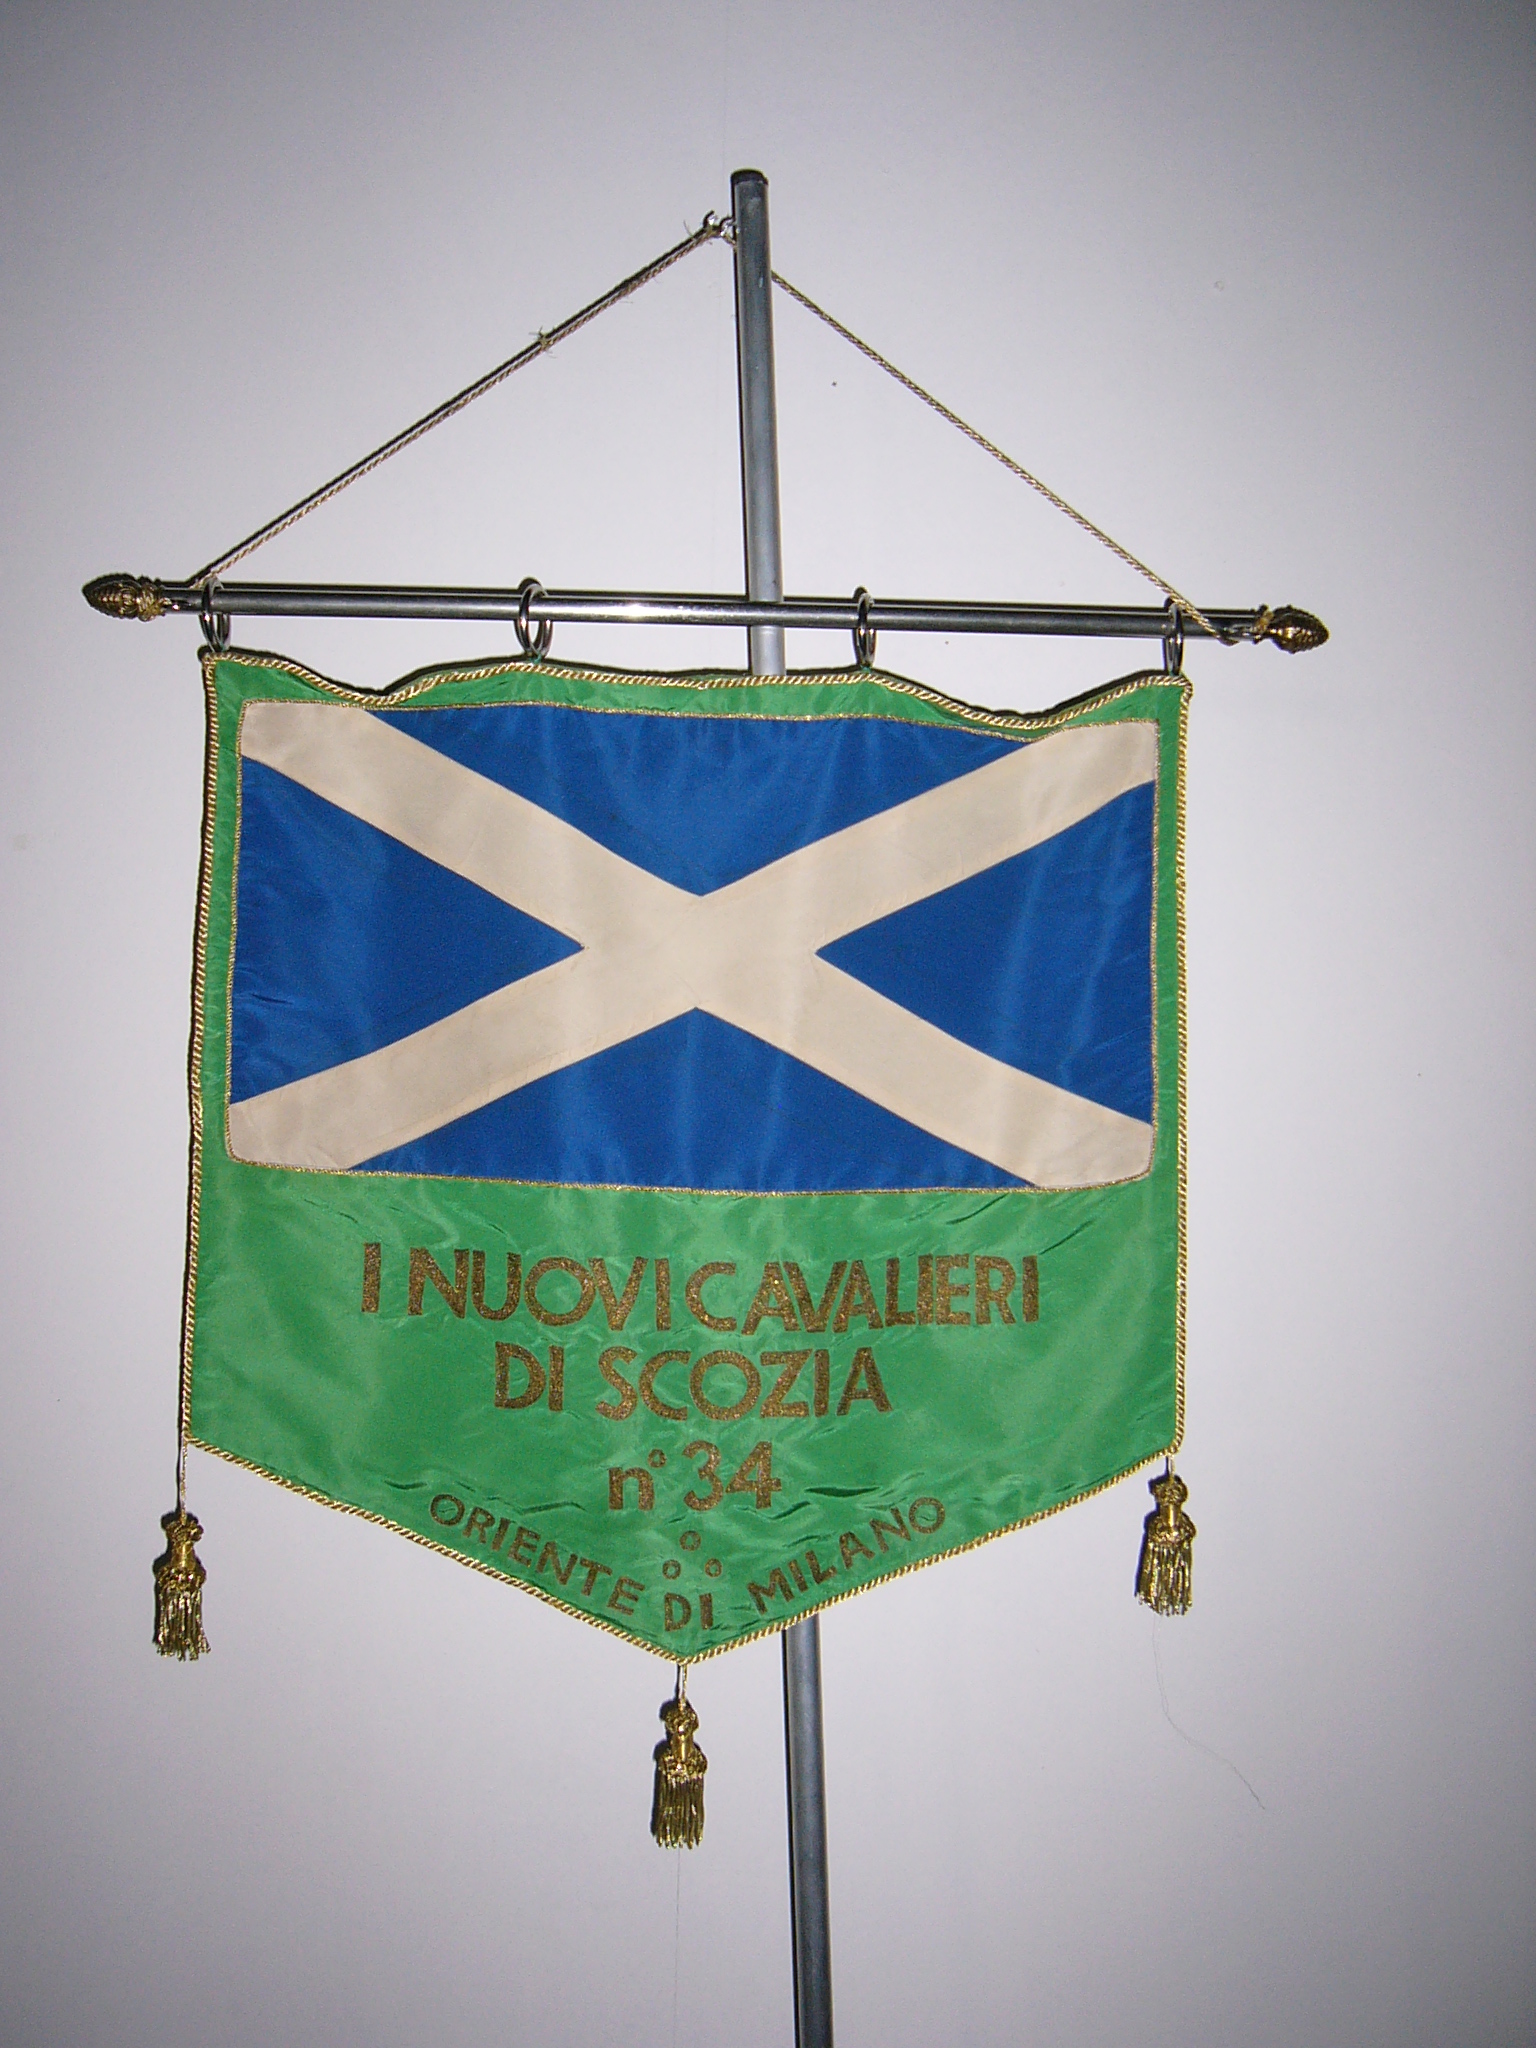 I NUOVI CAVALIERI
DI SCOZIA
n° 34
ORIENTE DI MILANO